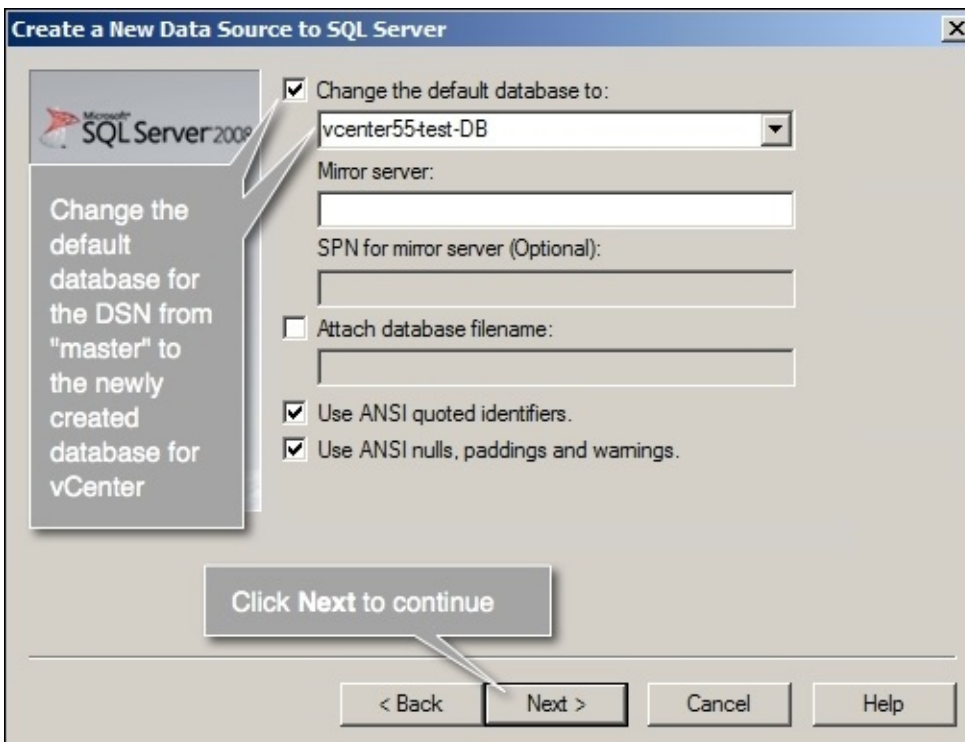 Create a New Data Source to SQL Server
Microsoft
SQL Server 2008
Change the default database to:
vcenter55-test-DB
Mirror server:
SPN for mirror server (Optional):
Attach database filename:
Use ANSI quoted identifiers.
Use ANSI nulls, paddings and warnings.
Change the
default
database for
the DSN from
"master" to
the newly
created
database for
vCenter
Click Next to continue
< Back
Next >
Cancel
Help